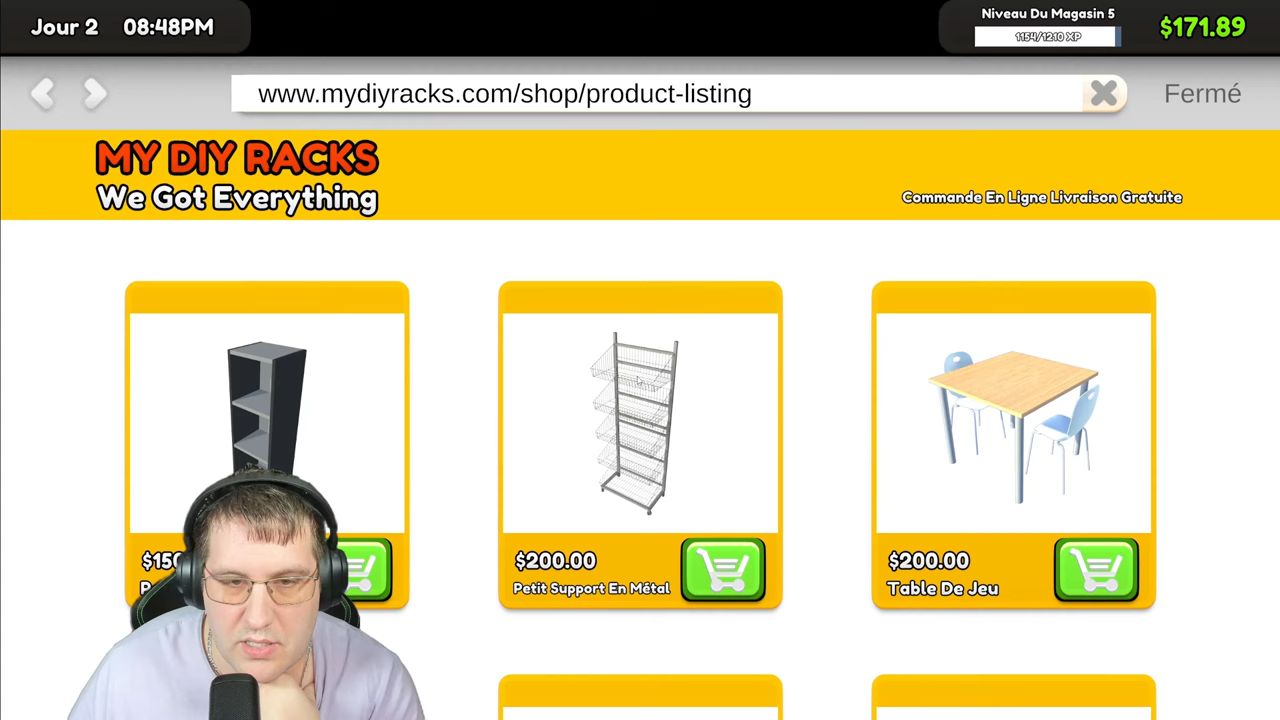 Jour 2 08:48PM
Niveau Du Magasin 5
1154/1210 XP
$171.89
www.mydiyracks.com/shop/product-listing
Fermé
MY DIY RACKS
We Got Everything
Commande En Ligne Livraison Gratuite
$200.00
Petit Support En Métal
$200.00
Table De Jeu